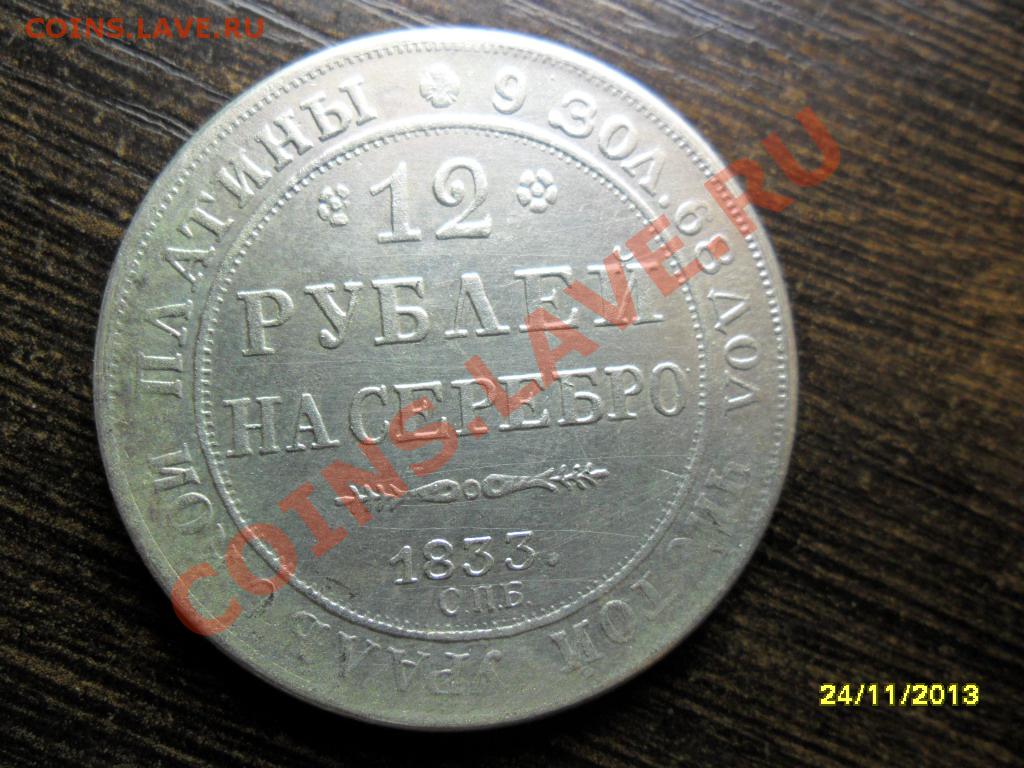 COINS.LAVE.RU
9 ЗОЛ. 68 ДОЛ ЧИСТОЙ УРАЛЬ ПЛАТИНЫ
12
РУБЛЕЙ
НА СЕРЕБРО
1833.
С.П.Б.
COINS.LAVE.RU
24/11/2013